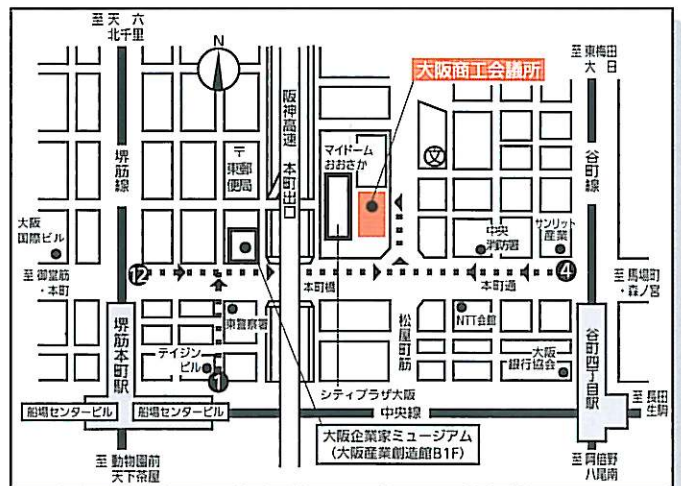 至 天 六
北千里
N
至 東梅田
大 日
大阪商工会議所
阪神高速 本町出口
堺筋線
谷町線
〒
東郵
便局
マイドーム
おおさか
文
大阪
国際ビル
中央
消防署
サンリット
産業
至 御堂筋
・本町
12
本町橋
本町通
4
至 馬場町
・森ノ宮
東警察署
松屋町筋
NTT会館
堺筋本町駅
テイジン
ビル
1
大阪
銀行協会
谷町四丁目駅
シティプラザ大阪
船場センタービル
船場センタービル
中央線
至 長田
生駒
大阪企業家ミュージアム
(大阪産業創造館B1F)
至 動物園前
天下茶屋
至 阿倍野
八尾南